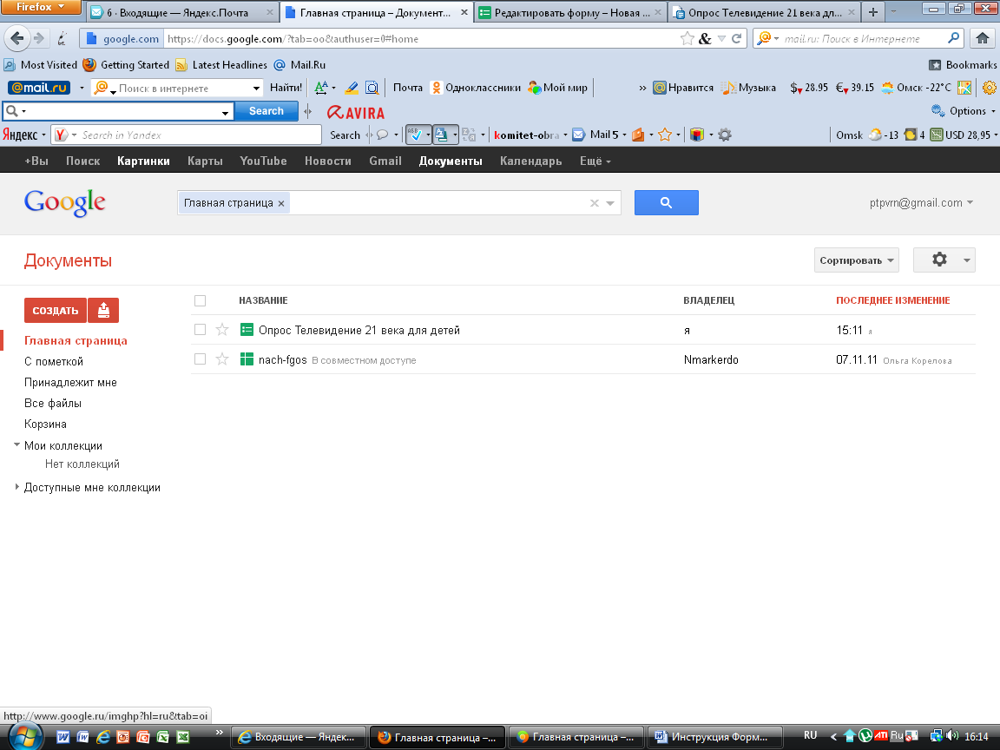 Firefox
6 · Входящие — Яндекс.Почта
Главная страница – Документ...
Редактировать форму – Новая ...
Опрос Телевидение 21 века дл...
google.com
https://docs.google.com/?tab=oo&authuser=0#home
mail.ru: Поиск в Интернете
Most Visited Getting Started Latest Headlines Mail.Ru Bookmarks
@mail.ru Поиск в интернете Найти! Почта Одноклассники Мой мир » Нравится Музыка $ 28.95 € 39.15 Омск -22°C
Search AVIRA Options
Яндекс Search in Yandex Search komitet-obra Mail 5 Omsk -13 4 USD 28,95
+Вы Поиск Картинки Карты YouTube Новости Gmail Документы Календарь Ещё
Google Главная страница × ptpvrn@gmail.com
Документы Сортировать
СОЗДАТЬ
НАЗВАНИЕ ВЛАДЕЛЕЦ ПОСЛЕДНЕЕ ИЗМЕНЕНИЕ
Опрос Телевидение 21 века для детей я 15:11 я
nach-fgos В совместном доступе Nmarkerdo 07.11.11 Ольга Корелова
Главная страница
С пометкой
Принадлежит мне
Все файлы
Корзина
Мои коллекции
Нет коллекций
Доступные мне коллекции
http://www.google.ru/imghp?hl=ru&tab=oi
» Входящие — Яндек... Главная страница –... Главная страница –... Инструкция Форм... RU 16:14